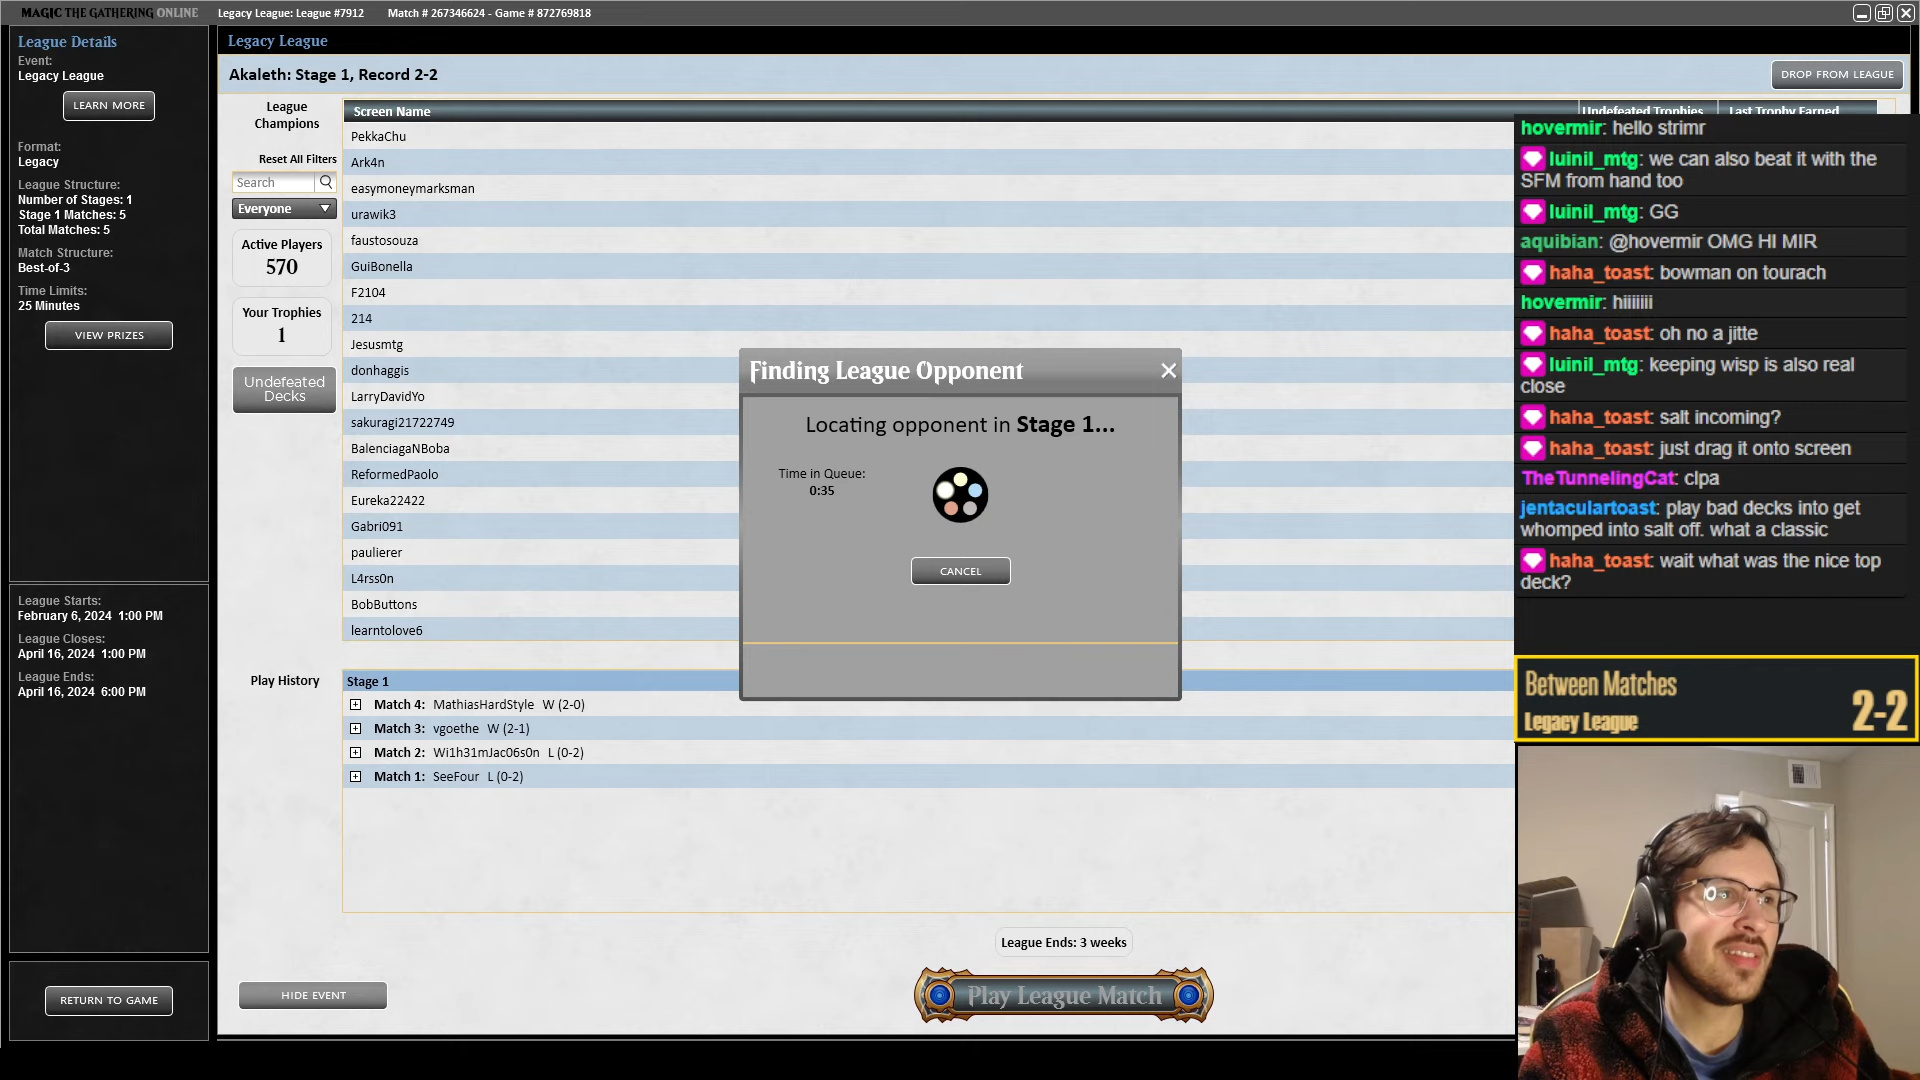 MAGIC THE GATHERING ONLINE
Legacy League: League #7912
Match # 267346624 - Game # 872769818
League Details
Event:
Legacy League
LEARN MORE
Format:
Legacy
League Structure:
Number of Stages: 1
Stage 1 Matches: 5
Total Matches: 5
Match Structure:
Best-of-3
Time Limits:
25 Minutes
VIEW PRIZES
League Starts:
February 6, 2024 1:00 PM
League Closes:
April 16, 2024 1:00 PM
League Ends:
April 16, 2024 6:00 PM
RETURN TO GAME
Legacy League
Akaleth: Stage 1, Record 2-2
DROP FROM LEAGUE
League
Champions
Reset All Filters
Search
Everyone
Active Players
570
Your Trophies
1
Undefeated
Decks
Screen Name
Undefeated Trophies
Last Trophy Earned
PekkaChu
Ark4n
easymoneymarksman
urawik3
faustosouza
GuiBonella
F2104
214
Jesusmtg
donhaggis
LarryDavidYo
sakuragi21722749
BalenciagaNBoba
ReformedPaolo
Eureka22422
Gabri091
paulierer
L4rss0n
BobButtons
learntolove6
Finding League Opponent
Locating opponent in Stage 1...
Time in Queue:
0:35
CANCEL
Play History
Stage 1
Match 4: MathiasHardStyle W (2-0)
Match 3: vgoethe W (2-1)
Match 2: Wi1h31mJac06s0n L (0-2)
Match 1: SeeFour L (0-2)
League Ends: 3 weeks
HIDE EVENT
Play League Match
hovermir: hello strimr
luinil_mtg: we can also beat it with the
SFM from hand too
luinil_mtg: GG
aquibian: @hovermir OMG HI MIR
haha_toast: bowman on tourach
hovermir: hiiiiiii
haha_toast: oh no a jitte
luinil_mtg: keeping wisp is also real
close
haha_toast: salt incoming?
haha_toast: just drag it onto screen
TheTunnelingCat: clpa
jentaculartoast: play bad decks into get
whomped into salt off. what a classic
haha_toast: wait what was the nice top
deck?
Between Matches
Legacy League
2-2